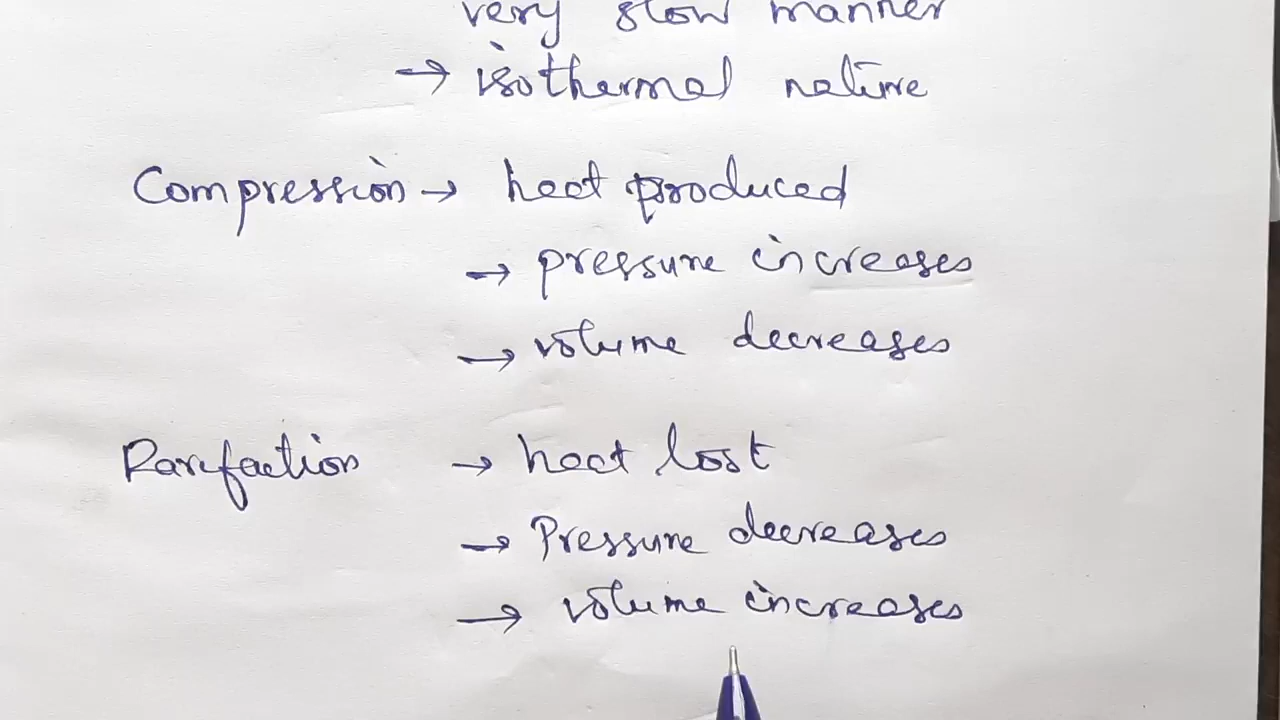 very slow manner
→ isothermal nature
Compression → heat produced
→ pressure increases
→ volume decreases
Rarefaction → heat lost
→ Pressure decreases
→ volume increases